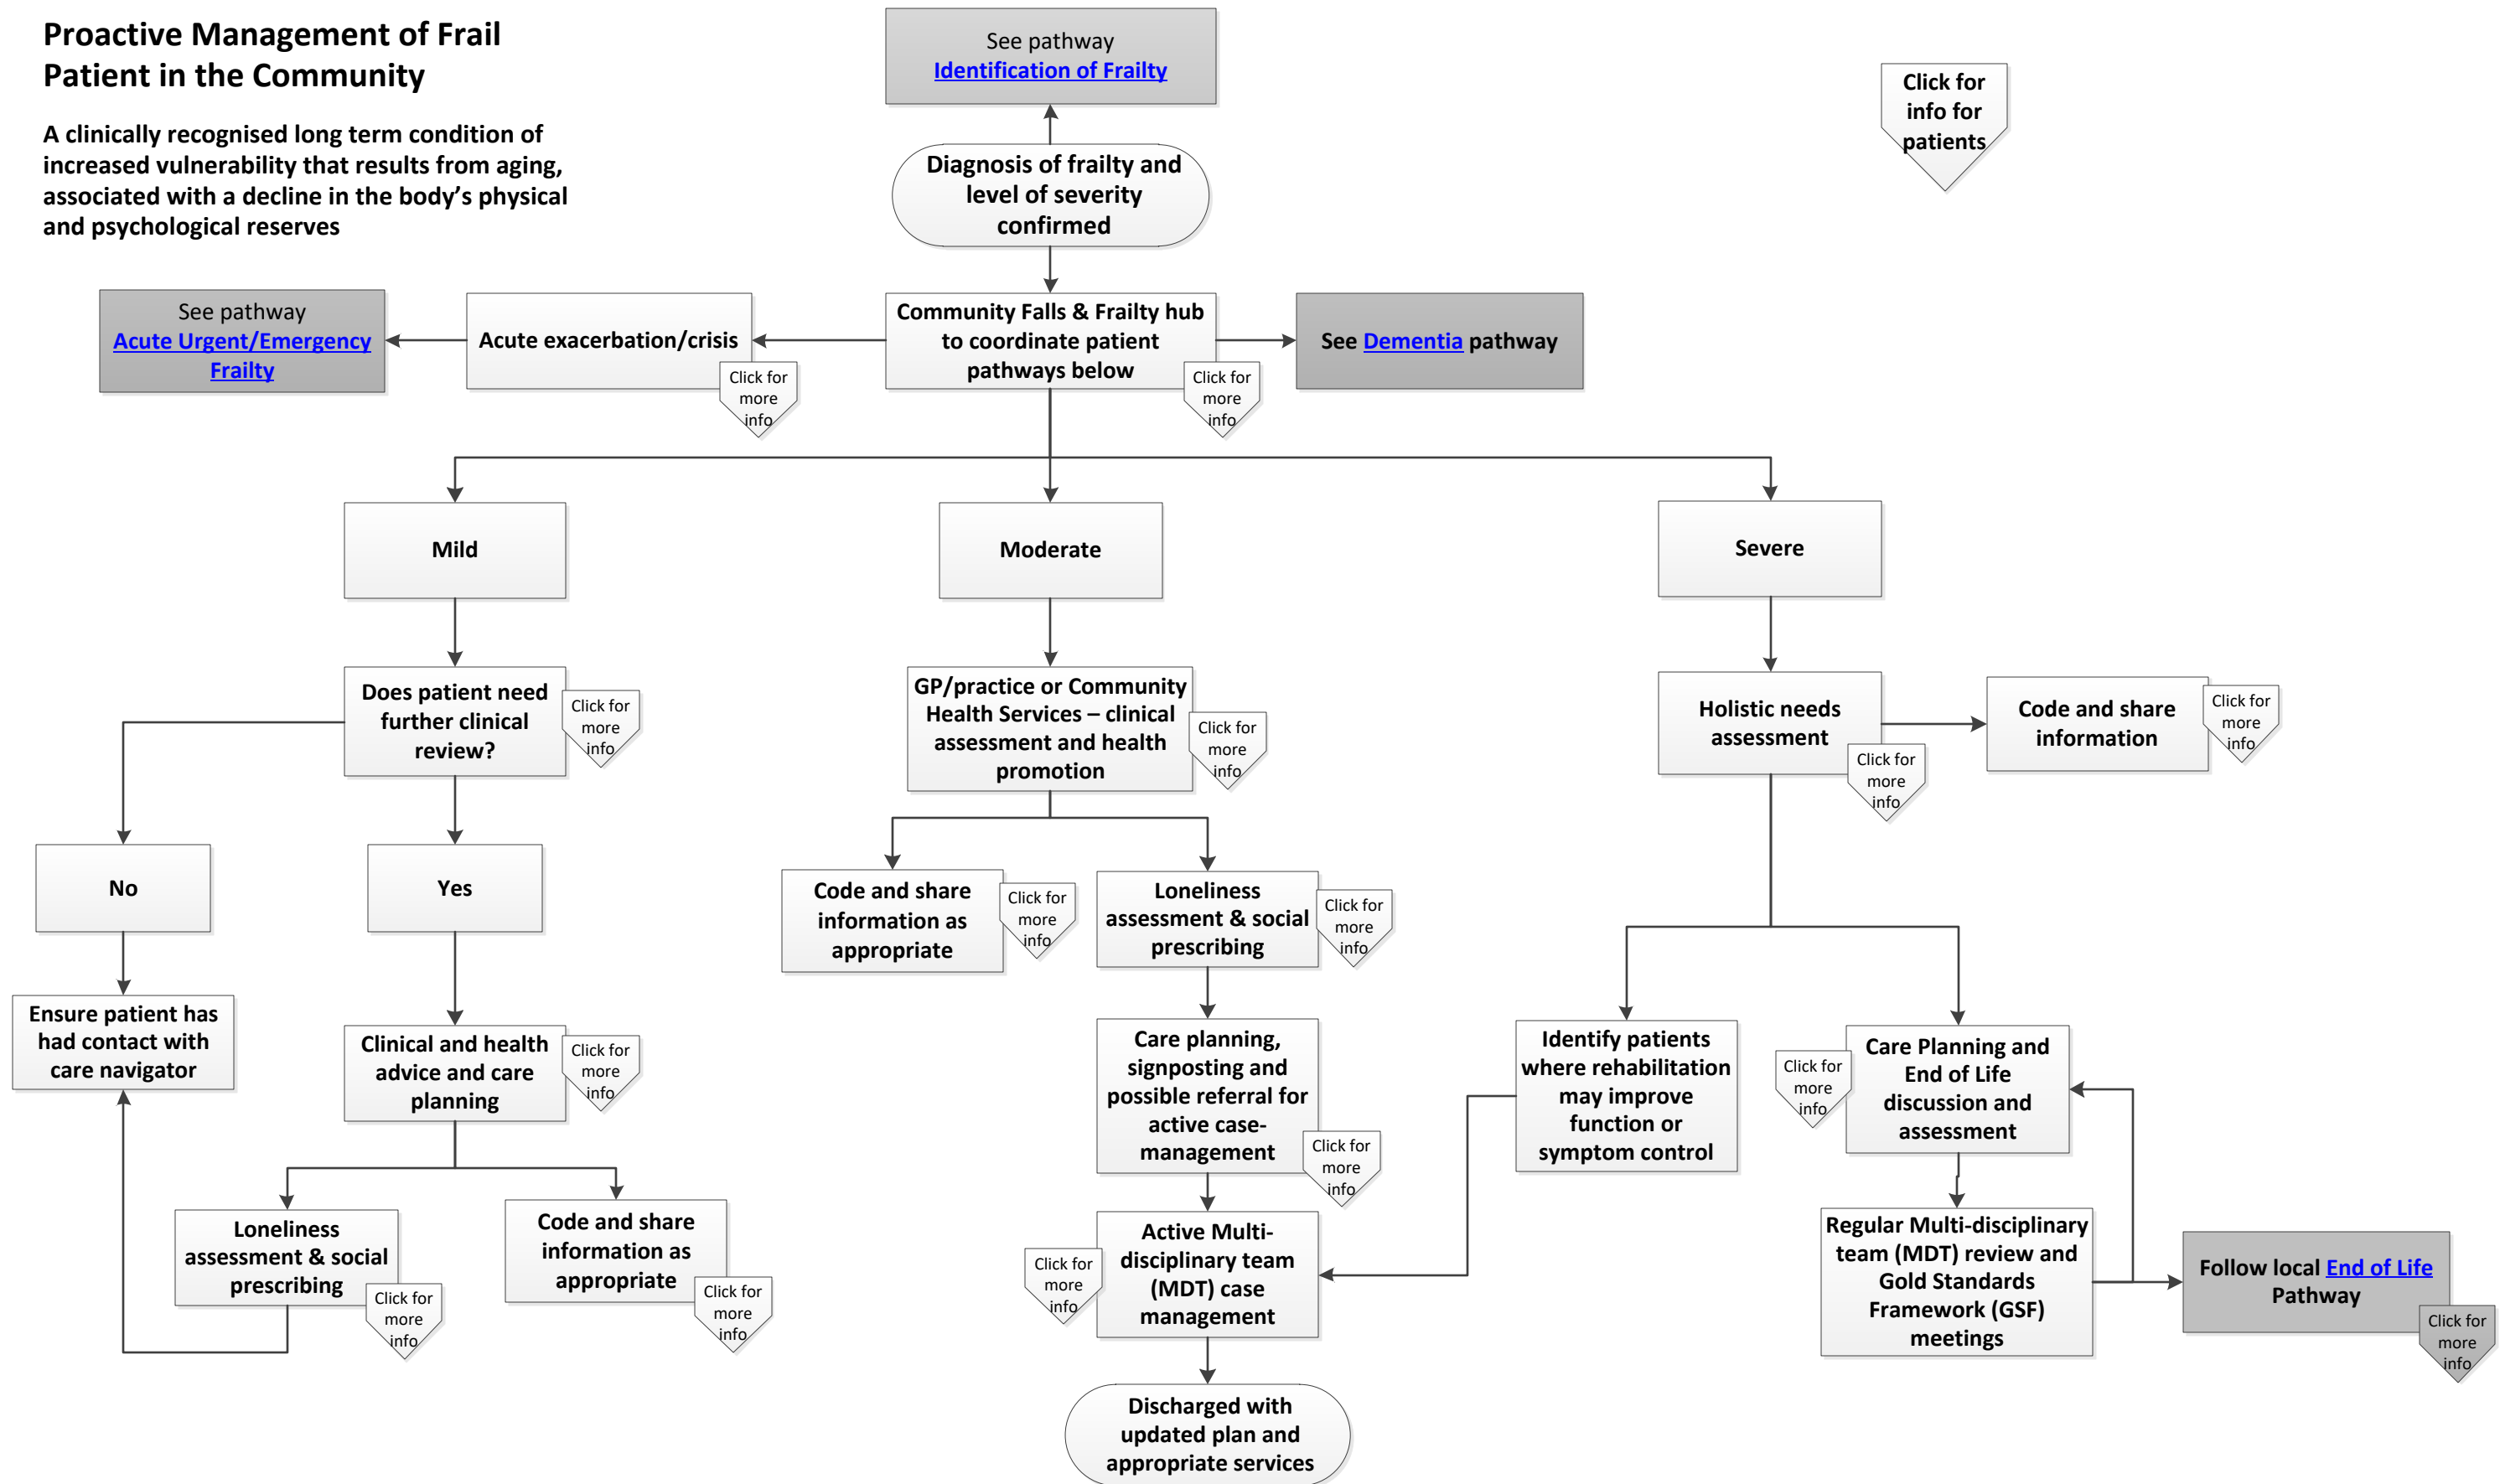 Proactive Management of Frail
Patient in the Community
A clinically recognised long term condition of
increased vulnerability that results from aging,
associated with a decline in the body's physical
and psychological reserves
See pathway
Identification of Frailty
Click for
info for
patients
Diagnosis of frailty and
level of severity
confirmed
See pathway
Acute Urgent/Emergency
Frailty
Acute exacerbation/crisis
Click for
more
info
Community Falls & Frailty hub
to coordinate patient
pathways below
Click for
more
info
See Dementia pathway
Mild
Moderate
Severe
Does patient need
further clinical
review?
Click for
more
info
GP/practice or Community
Health Services – clinical
assessment and health
promotion
Click for
more
info
Holistic needs
assessment
Click for
more
info
Code and share
information
Click for
more
info
No
Yes
Code and share
information as
appropriate
Click for
more
info
Loneliness
assessment & social
prescribing
Click for
more
info
Ensure patient has
had contact with
care navigator
Clinical and health
advice and care
planning
Click for
more
info
Care planning,
signposting and
possible referral for
active case-
management
Click for
more
info
Identify patients
where rehabilitation
may improve
function or
symptom control
Click for
more
info
Care Planning and
End of Life
discussion and
assessment
Loneliness
assessment & social
prescribing
Click for
more
info
Code and share
information as
appropriate
Click for
more
info
Click for
more
info
Active Multi-
disciplinary team
(MDT) case
management
Regular Multi-disciplinary
team (MDT) review and
Gold Standards
Framework (GSF)
meetings
Follow local End of Life
Pathway
Click for
more
info
Discharged with
updated plan and
appropriate services